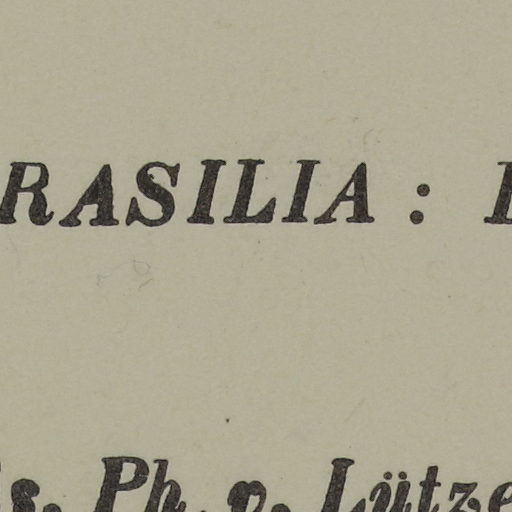 RASILIA :
s. Ph. v. Lütze